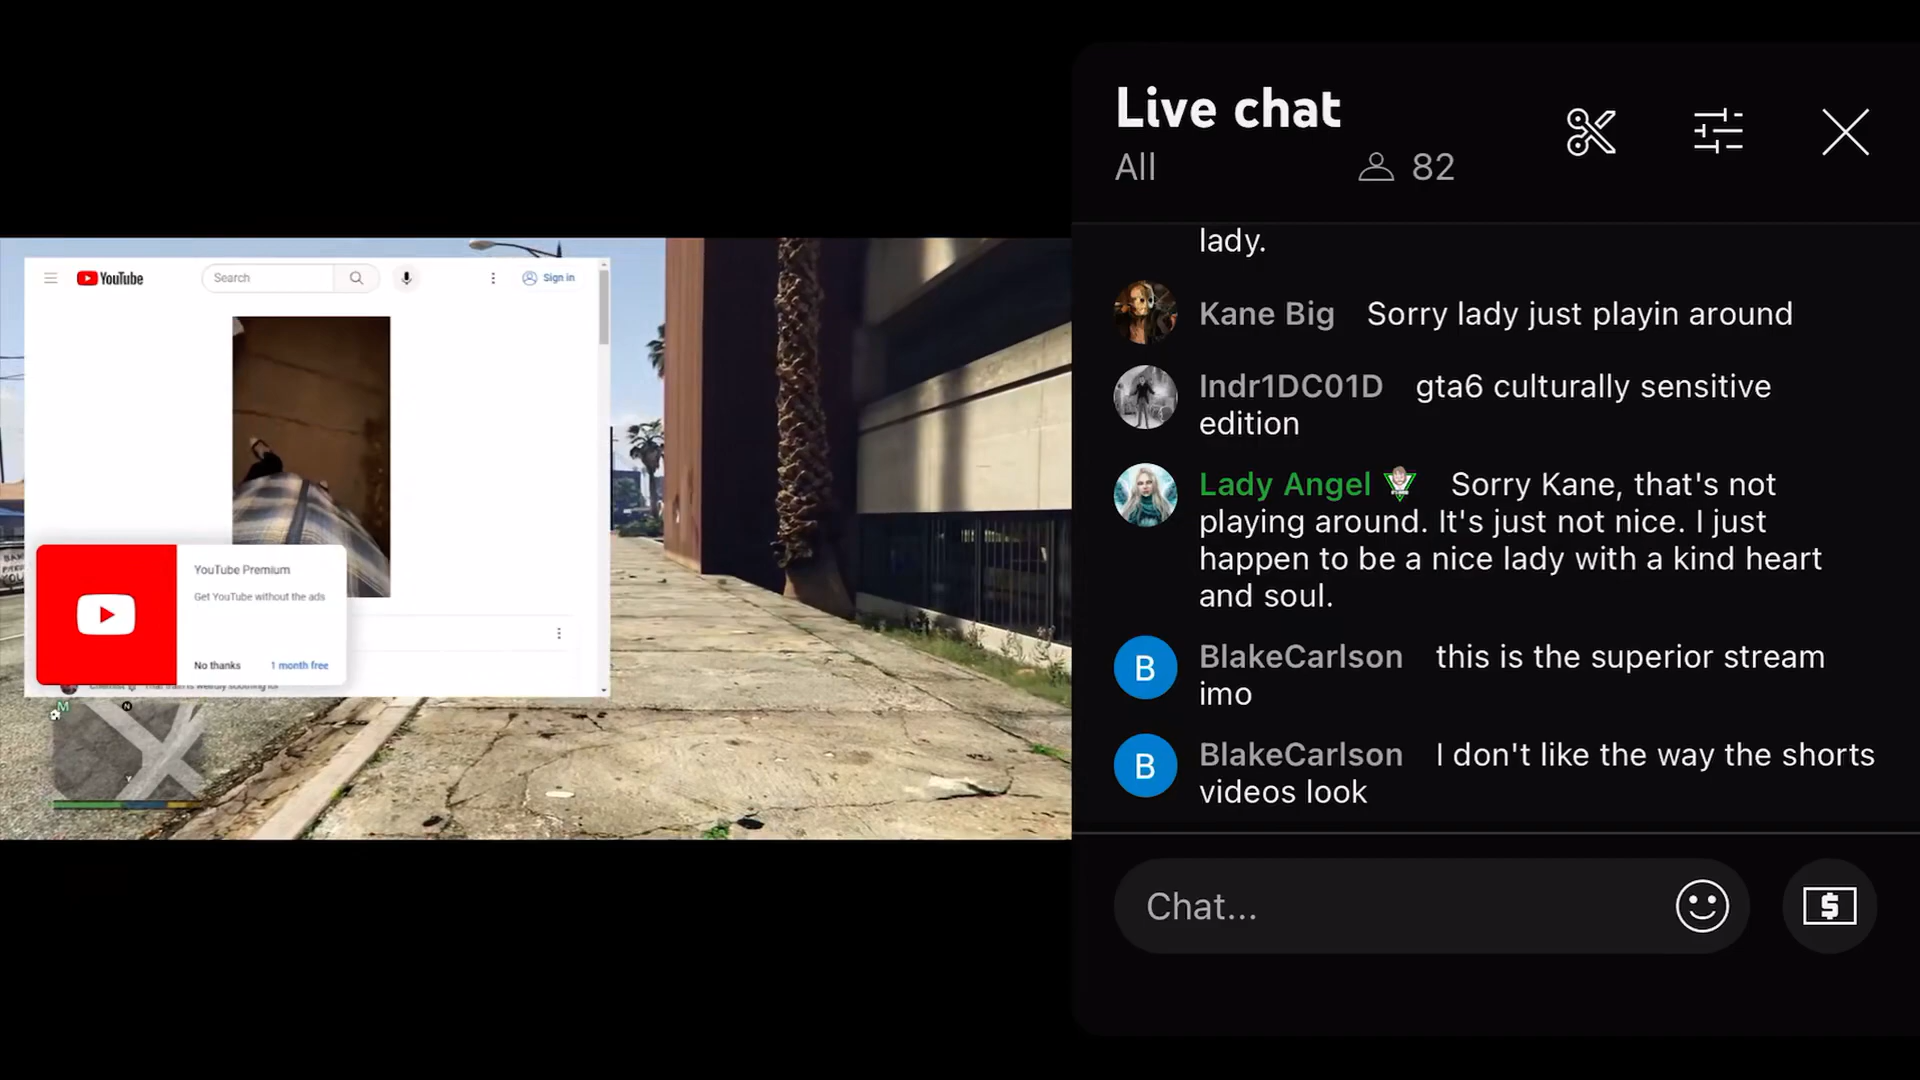 YouTube
Search
Sign in
YouTube Premium
Get YouTube without the ads
No thanks
1 month free
M
N
Live chat
All
82
lady.
Kane Big Sorry lady just playin around
Indr1DC01D gta6 culturally sensitive
edition
Lady Angel Sorry Kane, that's not
playing around. It's just not nice. I just
happen to be a nice lady with a kind heart
and soul.
BlakeCarlson this is the superior stream
imo
BlakeCarlson I don't like the way the shorts
videos look
B
B
Chat...
$